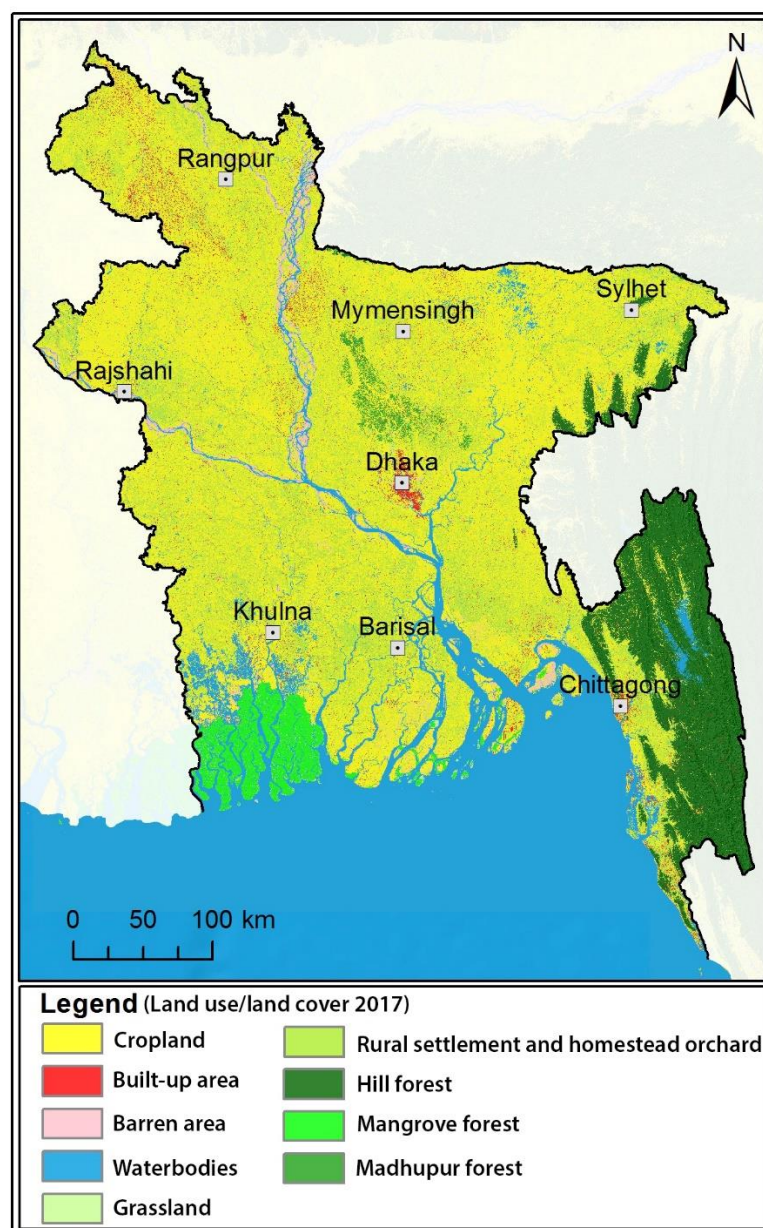 N
Rangpur
Mymensingh
Sylhet
Rajshahi
Dhaka
Khulna
Barisal
Chittagong
0 50 100 km
Legend (Land use/land cover 2017)
Cropland
Rural settlement and homestead orchard
Built-up area
Hill forest
Barren area
Mangrove forest
Waterbodies
Madhupur forest
Grassland